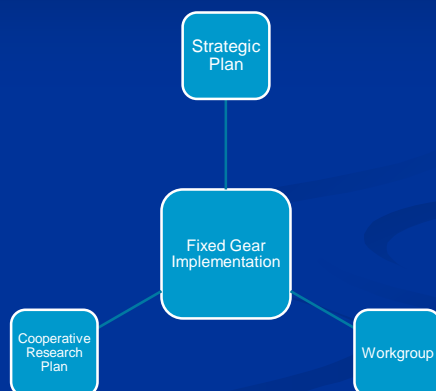 Strategic
Plan
Fixed Gear
Implementation
Cooperative
Research
Plan
Workgroup